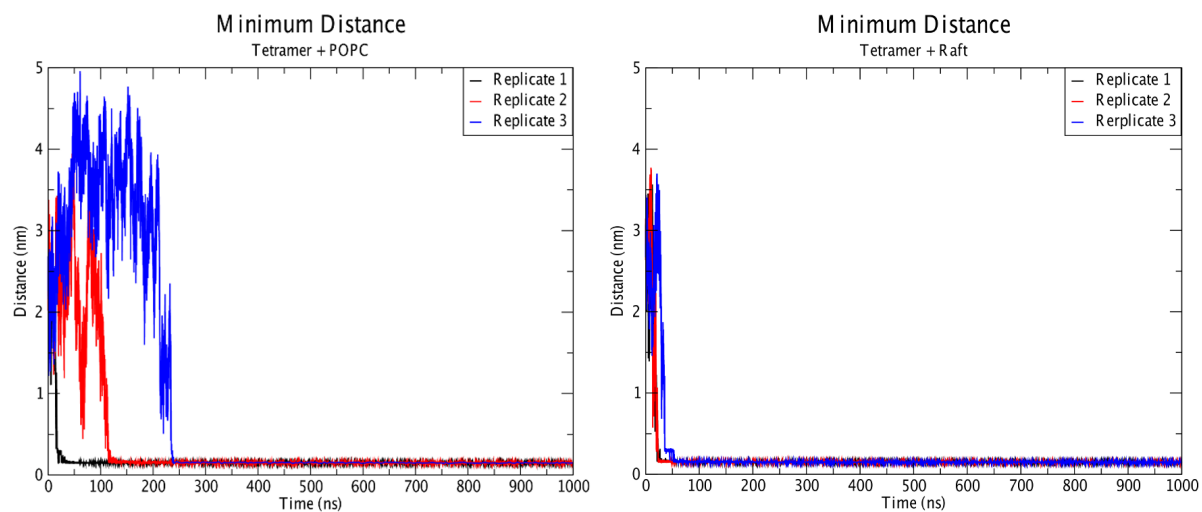 Minimum Distance
Tetramer + POPC
Replicate 1
Replicate 2
Replicate 3
Distance (nm)
5
4
3
2
1
0
0 100 200 300 400 500 600 700 800 900 1000
Time (ns)
Minimum Distance
Tetramer + Raft
Replicate 1
Replicate 2
Rerplicate 3
Distance (nm)
5
4
3
2
1
0
0 100 200 300 400 500 600 700 800 900 1000
Time (ns)